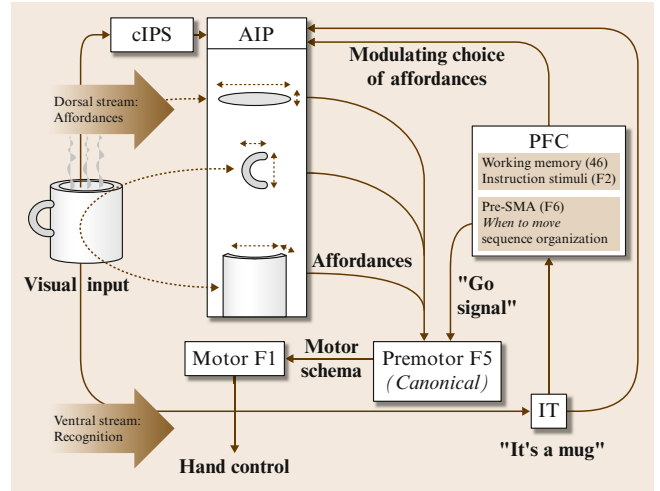 cIPS
AIP
Modulating choice
of affordances
Dorsal stream:
Affordances
PFC
Working memory (46)
Instruction stimuli (F2)
Pre-SMA (F6)
When to move
sequence organization
Visual input
Affordances
"Go
signal"
Motor F1
Motor
schema
Premotor F5
(Canonical)
Ventral stream:
Recognition
IT
"It's a mug"
Hand control